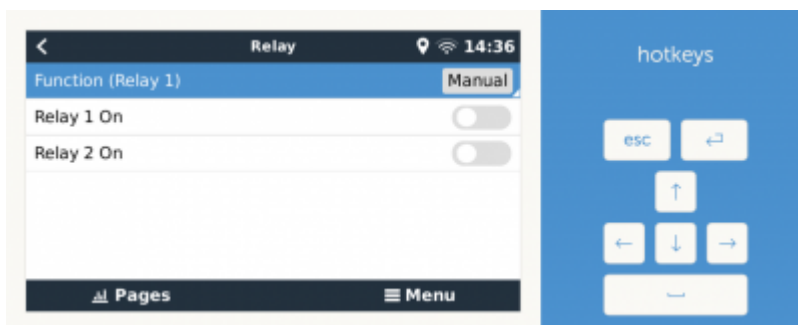 Relay 14:36
Function (Relay 1) Manual
Relay 1 On
Relay 2 On
Pages Menu
hotkeys
esc